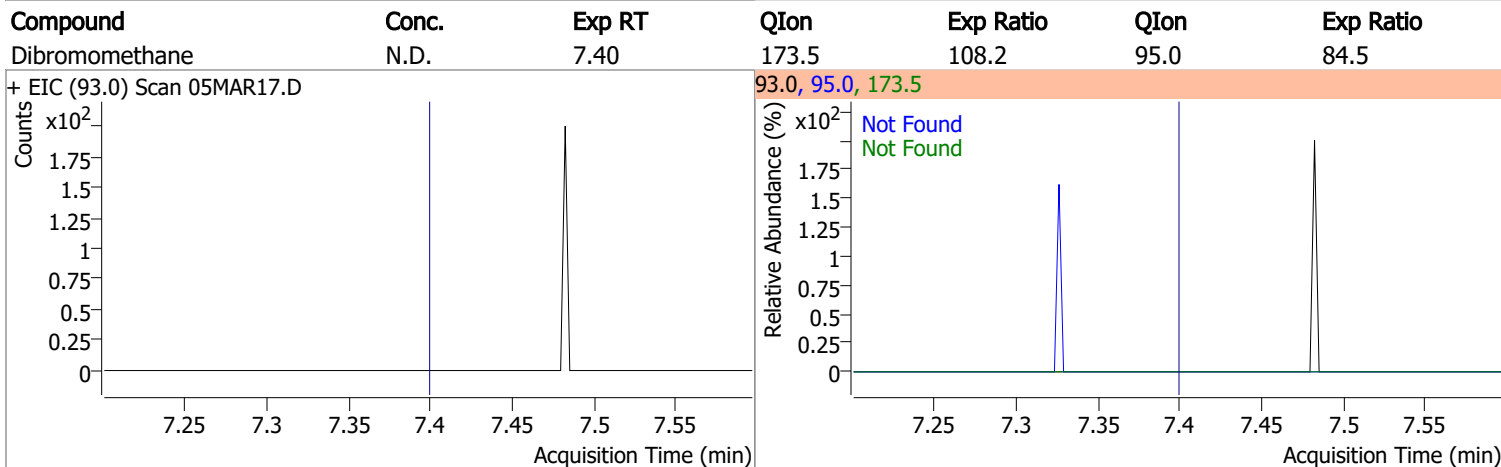 Compound Conc. Exp RT QIon Exp Ratio QIon Exp Ratio
Dibromomethane N.D. 7.40 173.5 108.2 95.0 84.5
+ EIC (93.0) Scan 05MAR17.D
Counts
x10²
1.75
1.5
1.25
1
0.75
0.5
0.25
0
7.25 7.3 7.35 7.4 7.45 7.5 7.55
Acquisition Time (min)
93.0, 95.0, 173.5
Relative Abundance (%)
x10²
Not Found
Not Found
1.75
1.5
1.25
1
0.75
0.5
0.25
0
7.25 7.3 7.35 7.4 7.45 7.5 7.55
Acquisition Time (min)